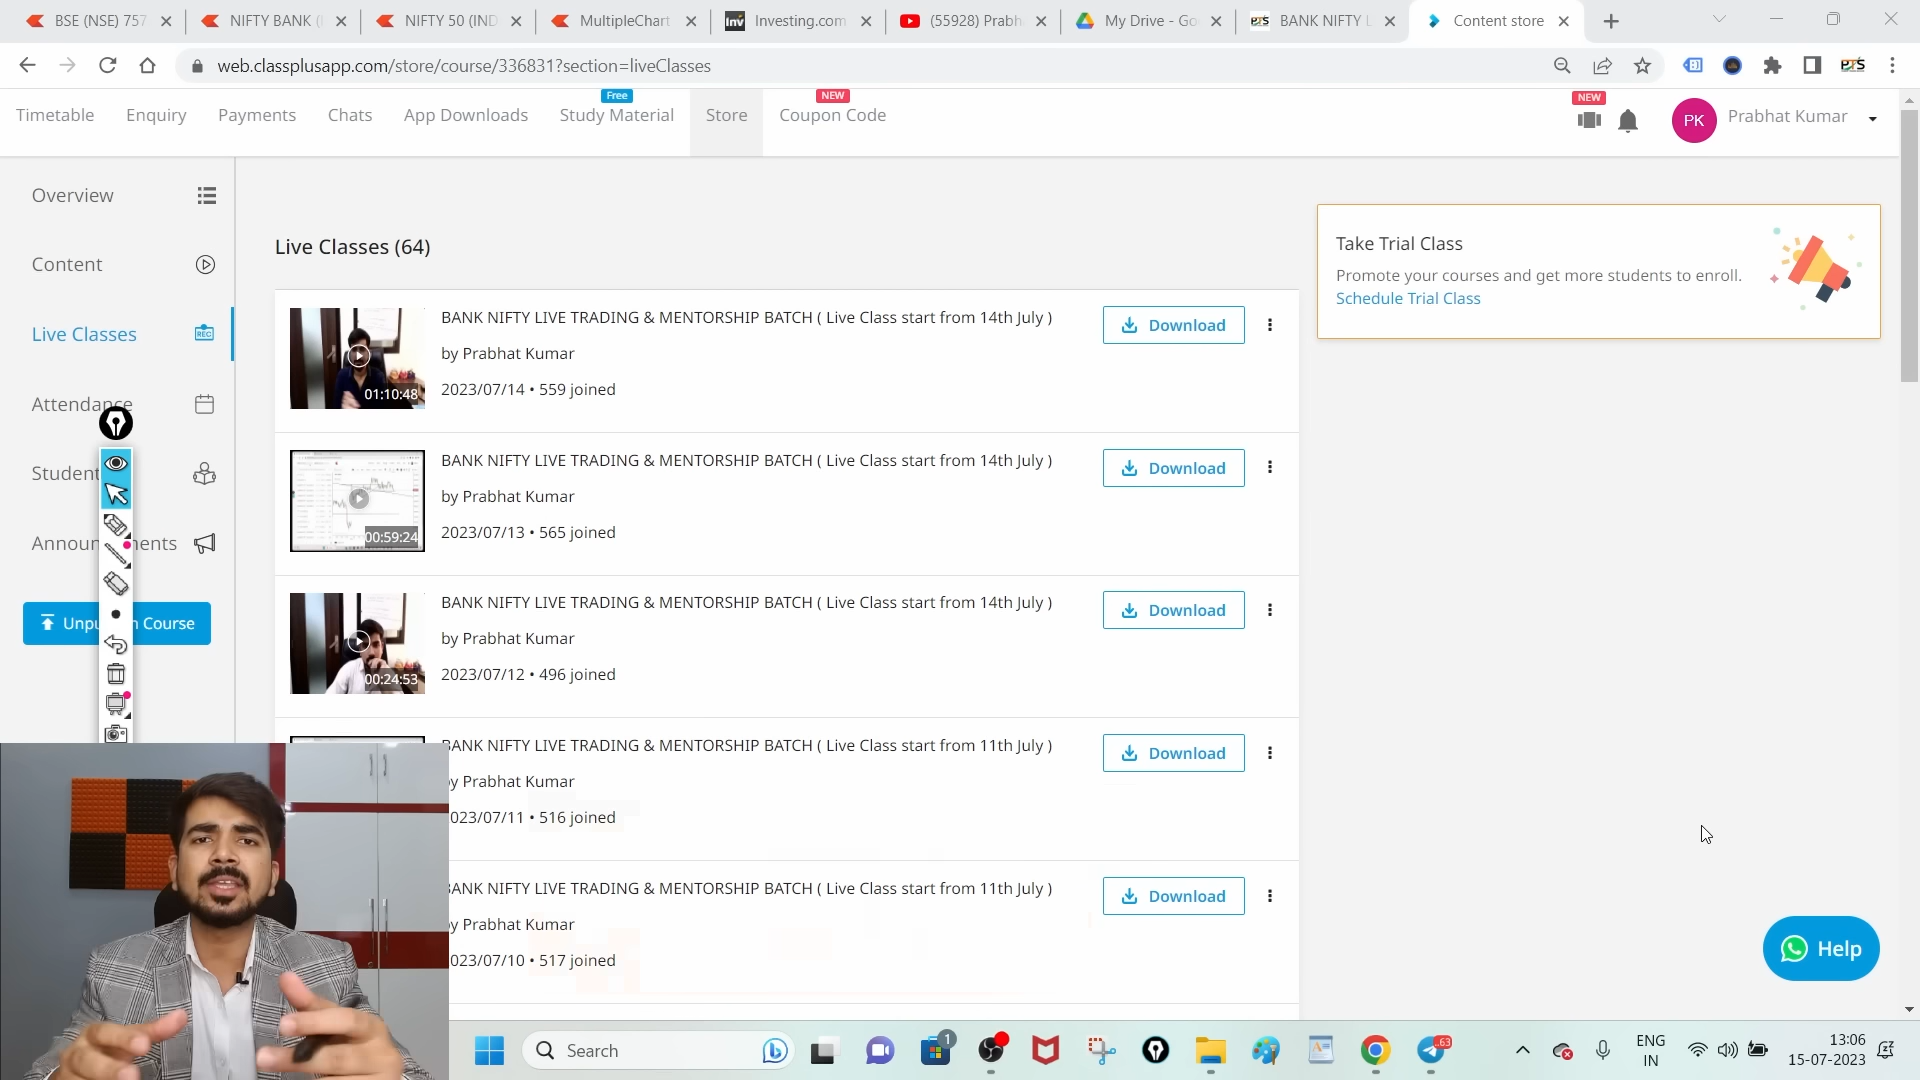 BSE (NSE) 757
NIFTY BANK (
NIFTY 50 (IND
MultipleChart
Inv Investing.com
(55928) Prabh
My Drive - Go
PTS BANK NIFTY L
Content store
web.classplusapp.com/store/course/336831?section=liveClasses
PTS
Timetable
Enquiry
Payments
Chats
App Downloads
Free
Study Material
Store
NEW
Coupon Code
NEW
PK
Prabhat Kumar
Overview
Content
Live Classes
REC
Attendance
Student
Announ ents
Unpu h Course
Live Classes (64)
BANK NIFTY LIVE TRADING & MENTORSHIP BATCH ( Live Class start from 14th July )
by Prabhat Kumar
2023/07/14 • 559 joined
01:10:48
Download
BANK NIFTY LIVE TRADING & MENTORSHIP BATCH ( Live Class start from 14th July )
by Prabhat Kumar
2023/07/13 • 565 joined
00:59:24
Download
BANK NIFTY LIVE TRADING & MENTORSHIP BATCH ( Live Class start from 14th July )
by Prabhat Kumar
2023/07/12 • 496 joined
00:24:53
Download
BANK NIFTY LIVE TRADING & MENTORSHIP BATCH ( Live Class start from 11th July )
by Prabhat Kumar
023/07/11 • 516 joined
Download
BANK NIFTY LIVE TRADING & MENTORSHIP BATCH ( Live Class start from 11th July )
by Prabhat Kumar
023/07/10 • 517 joined
Download
Take Trial Class
Promote your courses and get more students to enroll.
Schedule Trial Class
Help
Search
1
63
ENG
IN
13:06
15-07-2023